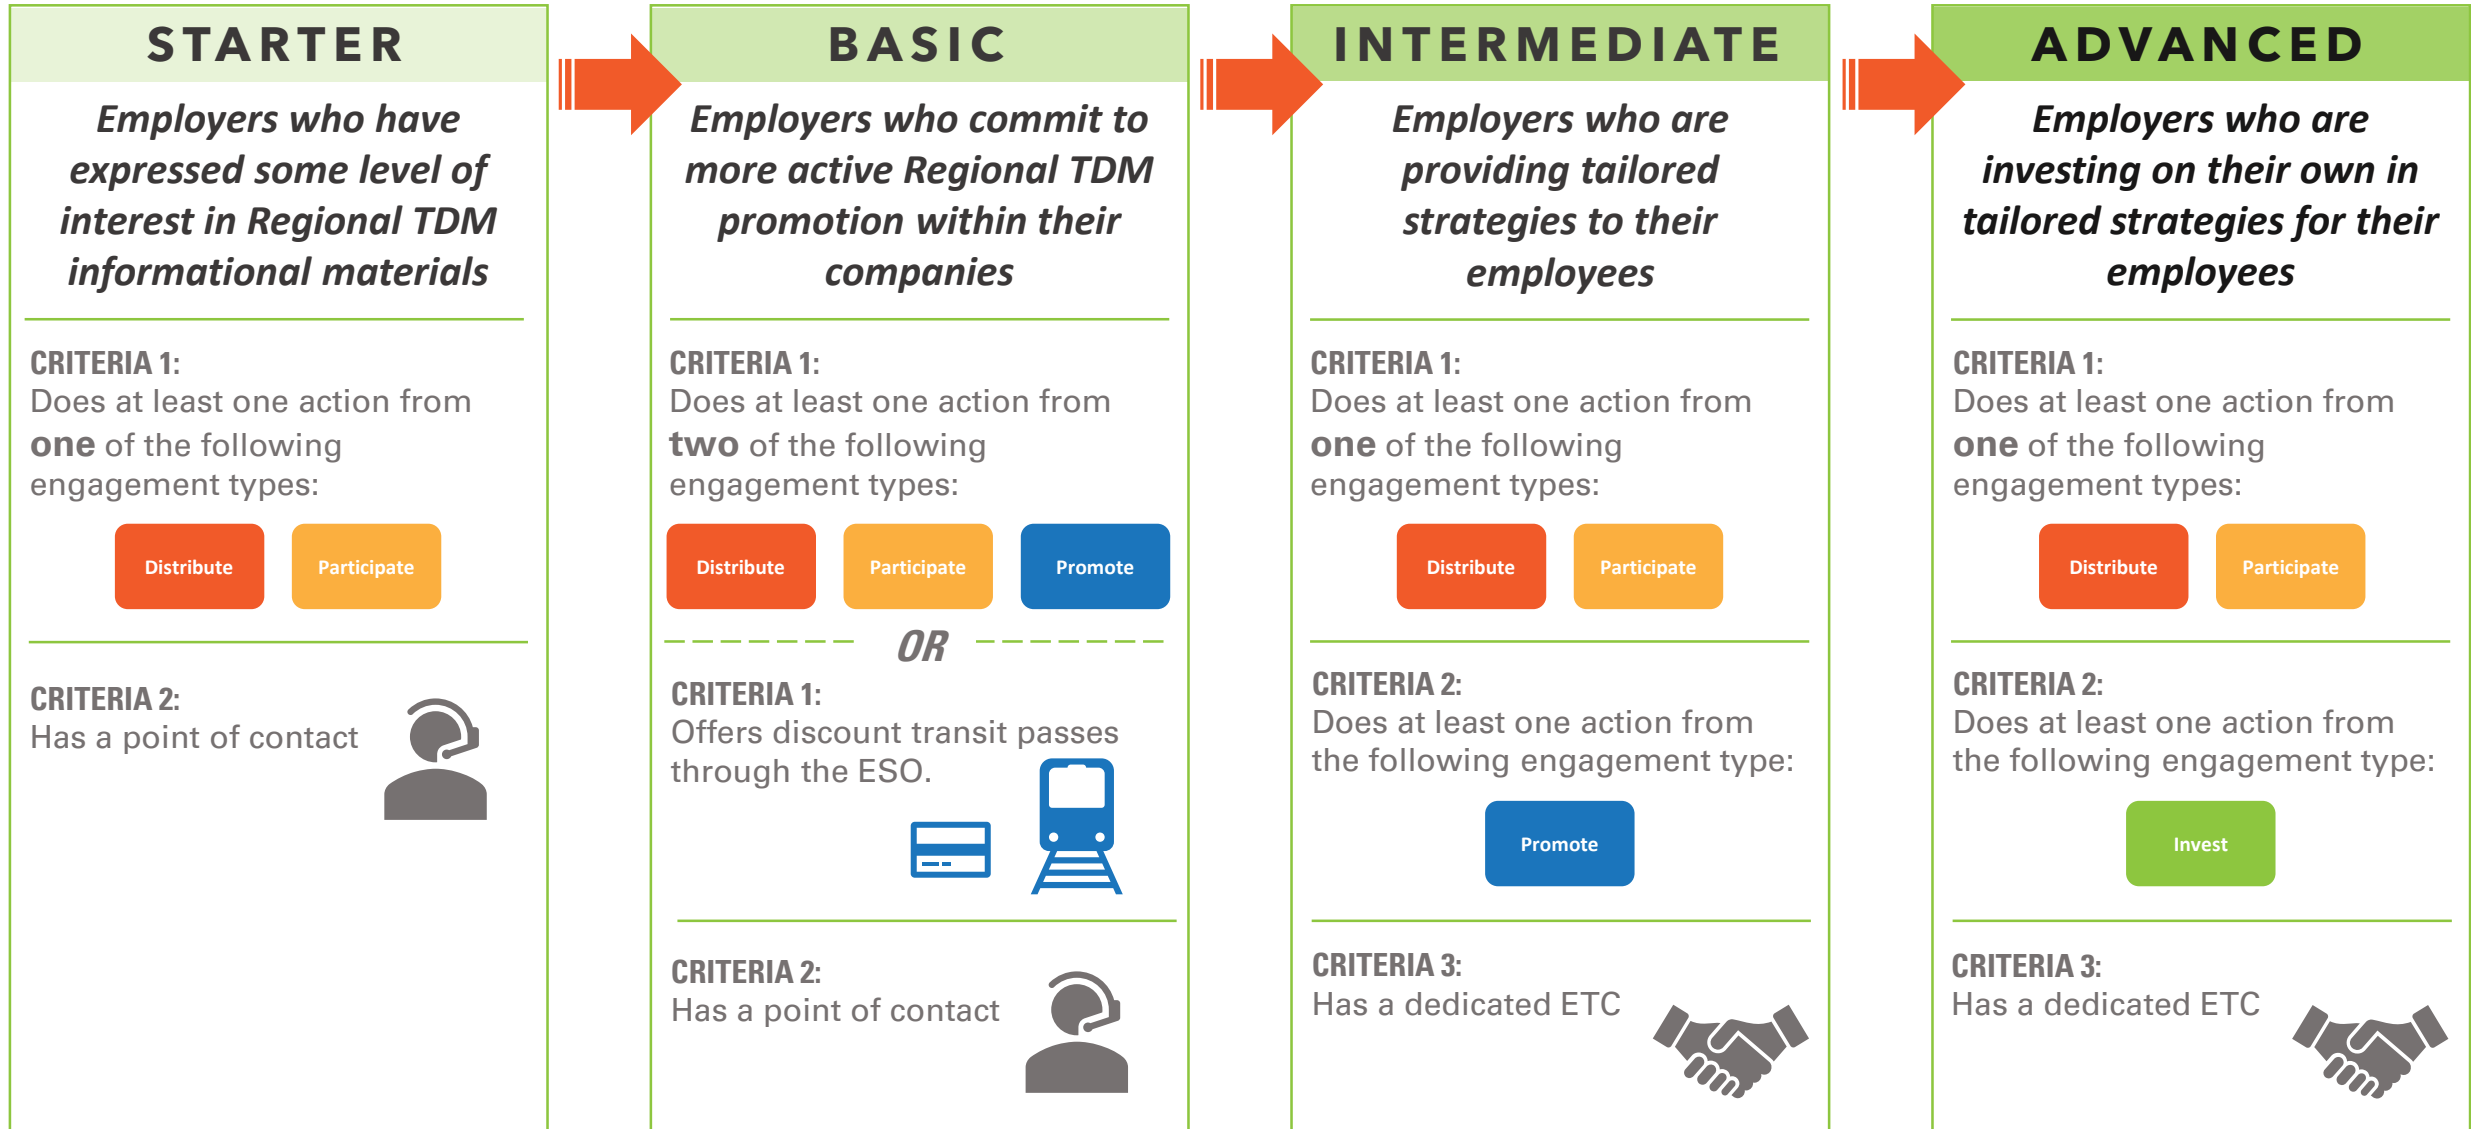 STARTER
Employers who have
expressed some level of
interest in Regional TDM
informational materials
CRITERIA 1:
Does at least one action from
one of the following
engagement types:
Distribute
Participate
CRITERIA 2:
Has a point of contact
BASIC
Employers who commit to
more active Regional TDM
promotion within their
companies
CRITERIA 1:
Does at least one action from
two of the following
engagement types:
Distribute
Participate
Promote
OR
CRITERIA 1:
Offers discount transit passes
through the ESO.
CRITERIA 2:
Has a point of contact
INTERMEDIATE
Employers who are
providing tailored
strategies to their
employees
CRITERIA 1:
Does at least one action from
one of the following
engagement types:
Distribute
Participate
CRITERIA 2:
Does at least one action from
the following engagement type:
Promote
CRITERIA 3:
Has a dedicated ETC
ADVANCED
Employers who are
investing on their own in
tailored strategies for their
employees
CRITERIA 1:
Does at least one action from
one of the following
engagement types:
Distribute
Participate
CRITERIA 2:
Does at least one action from
the following engagement type:
Invest
CRITERIA 3:
Has a dedicated ETC